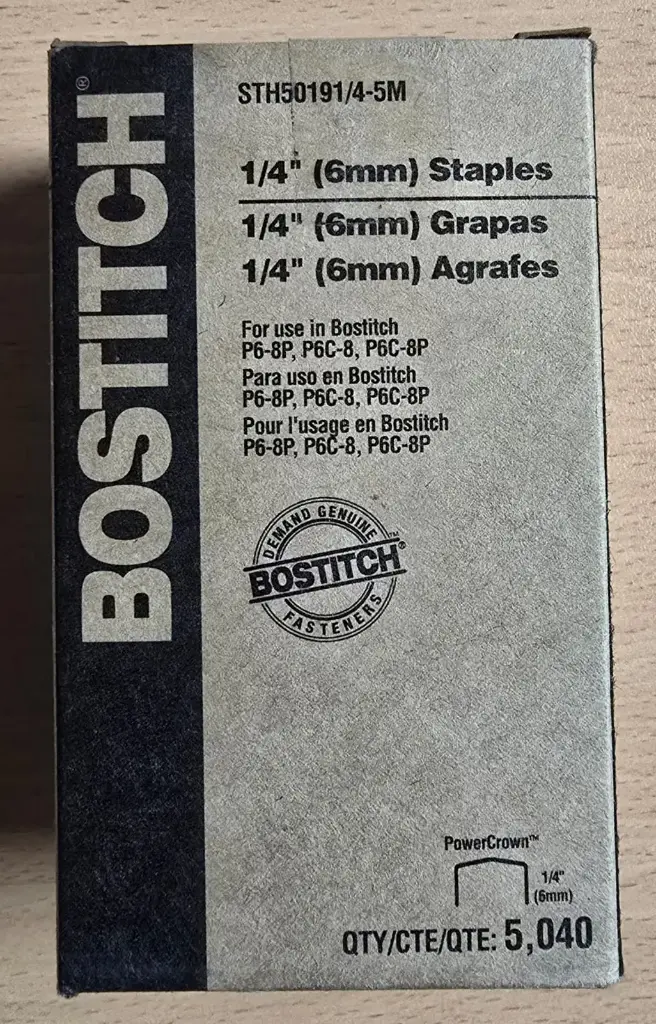 BOSTITCH®
STH50191/4-5M
1/4" (6mm) Staples
1/4" (6mm) Grapas
1/4" (6mm) Agrafes
For use in Bostitch
P6-8P, P6C-8, P6C-8P
Para uso en Bostitch
P6-8P, P6C-8, P6C-8P
Pour l'usage en Bostitch
P6-8P, P6C-8, P6C-8P
DEMAND GENUINE
BOSTITCH®™
FASTENERS
PowerCrown™
1/4"
(6mm)
QTY/CTE/QTE: 5,040